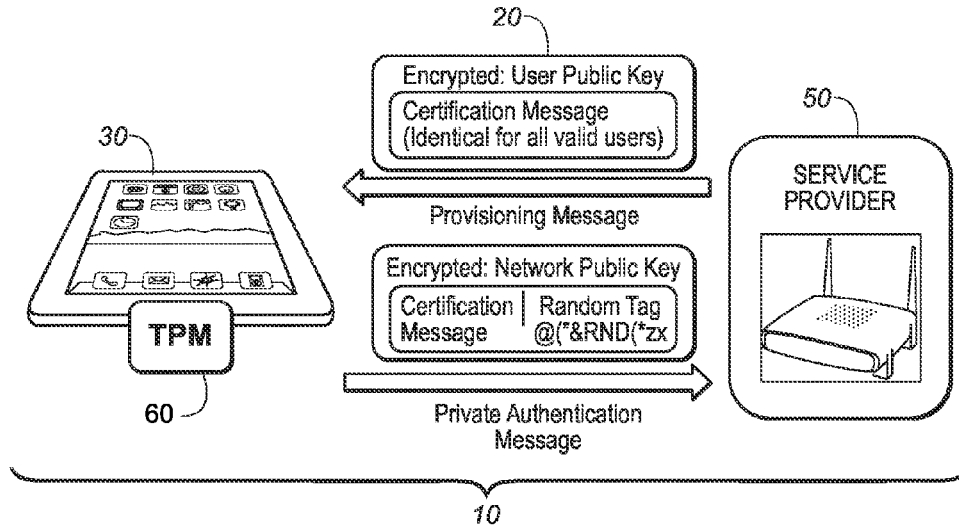 20
Encrypted: User Public Key
Certification Message
(Identical for all valid users)
Provisioning Message
30
TPM
60
Encrypted: Network Public Key
Certification
Message
Random Tag
@(*&RND(*zx
Private Authentication
Message
50
SERVICE
PROVIDER
10